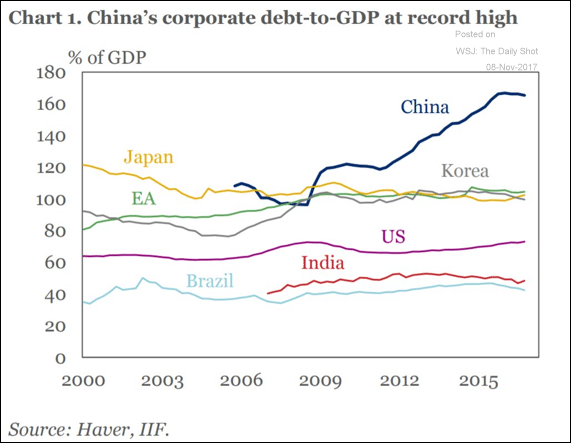 Chart 1. China's corporate debt-to-GDP at record high
Posted on
WSJ: The Daily Shot
08-Nov-2017
% of GDP
180
160
140
120
100
80
60
40
20
0
China
Japan
Korea
EA
US
India
Brazil
2000 2003 2006 2009 2012 2015
Source: Haver, IIF.